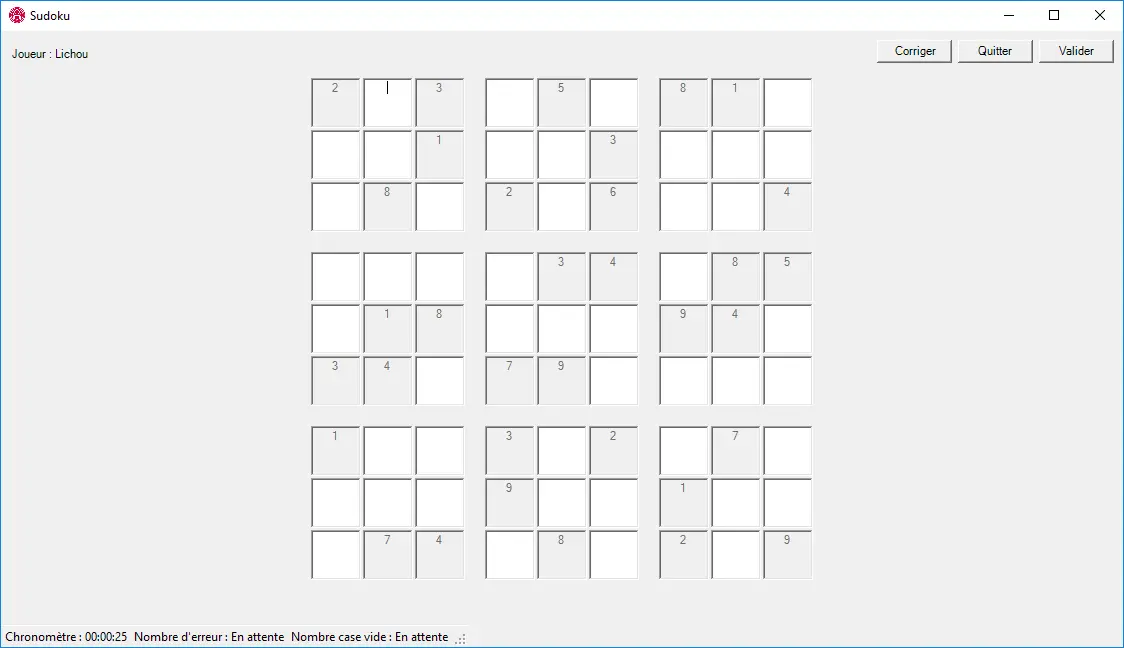 Sudoku
Joueur : Lichou
Corriger Quitter Valider
2 3 5 8 1
1 3
8 2 6 4
3 4 8 5
1 8 9 4
3 4 7 9
1 3 2 7
9 1
7 4 8 2 9
Chronomètre : 00:00:25 Nombre d'erreur : En attente Nombre case vide : En attente